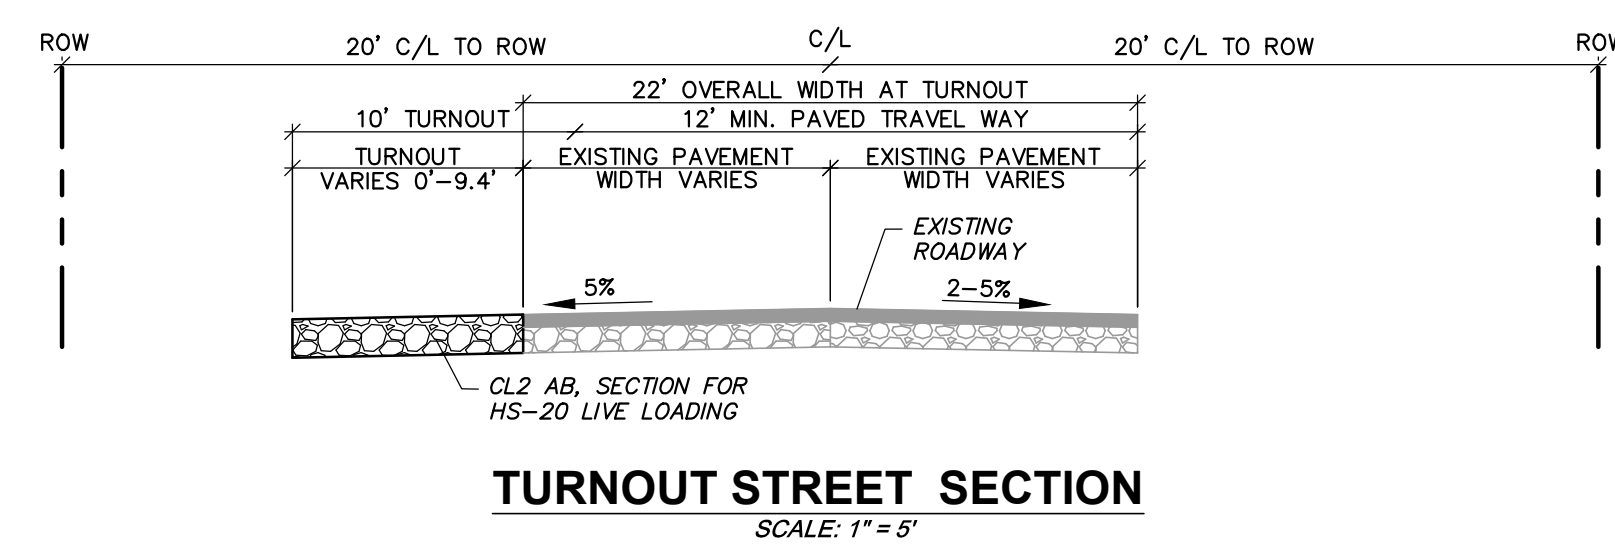 ROW
20' C/L TO ROW
C/L
20' C/L TO ROW
ROW
22' OVERALL WIDTH AT TURNOUT
10' TURNOUT
12' MIN. PAVED TRAVEL WAY
TURNOUT
VARIES 0'-9.4'
EXISTING PAVEMENT
WIDTH VARIES
EXISTING PAVEMENT
WIDTH VARIES
EXISTING
ROADWAY
5%
2-5%
CL2 AB, SECTION FOR
HS-20 LIVE LOADING
TURNOUT STREET SECTION
SCALE: 1" = 5'